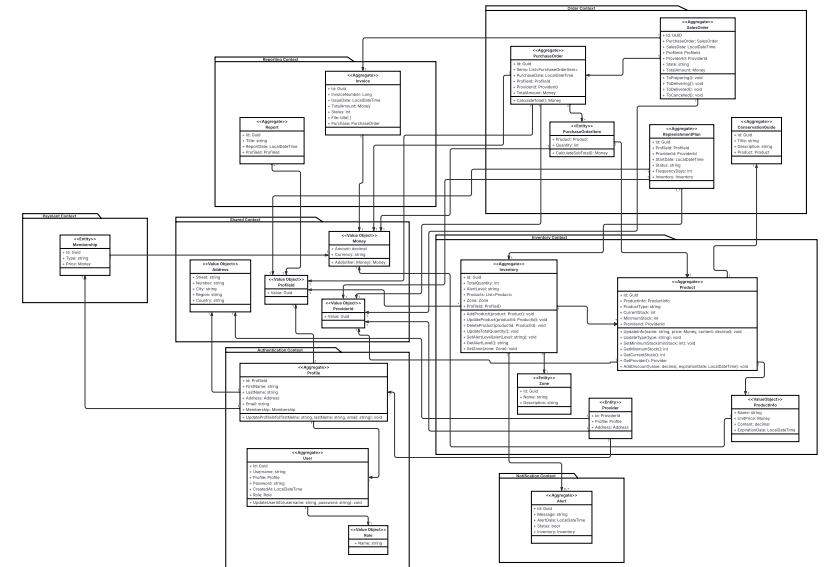 Order Context
<<Aggregate>>
SalesOrder
+ Id: GUID
+ PurchaseOrder: SalesOrder
+ SalesDate: LocalDateTime
+ ProfileId: ProfileId
+ ProviderId: ProviderId
+ State: string
+ TotalAmount: Money
+ ToPreparing(): void
+ ToDelivering(): void
+ ToDelivered(): void
+ ToCancelled(): void
<<Aggregate>>
PurchaseOrder
+ Id: Guid
+ Items: List<PurchaseOrderItem>
+ PurchaseDate: LocalDateTime
+ ProfileId: ProfileId
+ ProviderId: ProviderId
+ TotalAmount: Money
+ CalculateTotal(): Money
<<Entity>>
PurchaseOrderItem
+ Product: Product
+ Quantity: int
+ CalculateSubTotal(): Money
<<Aggregate>>
ReplenishmentPlan
+ Id: Guid
+ ProfileId: ProfileId
+ ProviderId: ProviderId
+ StartDate: LocalDateTime
+ Status: string
+ FrequencyDays: int
+ Inventory: Inventory
<<Aggregate>>
ConservationGuide
+ Id: Guid
+ Title: string
+ Description: string
+ Product: Product
Reporting Context
<<Aggregate>>
Invoice
+ Id: Guid
+ InvoiceNumber: Long
+ IssueDate: LocalDateTime
+ TotalAmount: Money
+ Status: int
+ File: byte[ ]
+ Purchase: PurchaseOrder
<<Aggregate>>
Report
+ Id: Guid
+ Title: string
+ ReportDate: LocalDateTime
+ ProfileId: ProfileId
Payment Context
<<Entity>>
Membership
+ Id: Guid
+ Type: string
+ Price: Money
Shared Context
<<Value Object>>
Money
+ Amount: decimal
+ Currency: string
+ Add(other: Money): Money
<<Value Object>>
Address
+ Street: string
+ Number: string
+ City: string
+ Region: string
+ Country: string
<<Value Object>>
ProfileId
+ Value: Guid
<<Value Object>>
ProviderId
+ Value: Guid
Inventory Context
<<Aggregate>>
Inventory
+ Id: Guid
+ TotalQuantity: int
+ AlertLevel: string
+ Products: List<Product>
+ Zone: Zone
+ ProfileId: ProfileId
+ AddProduct(product: Product): void
+ UpdateProduct(productId: ProductId): void
+ DeleteProduct(productId: ProductId): void
+ UpdateTotalQuantity(): void
+ SetAlertLevel(alertLevel: string): void
+ GetAlertLevel(): string
+ SetZone(zone: Zone): void
<<Aggregate>>
Product
+ Id: Guid
+ ProductInfo: ProductInfo
+ ProductType: string
+ CurrentStock: int
+ MinimumStock: int
+ ProviderId: ProviderId
+ UpdateInfo(name: string, price: Money, content: decimal): void
+ UpdateType(type: string): void
+ SetMinimumStock(minStock: int): void
+ GetMinimumStock(): int
+ GetCurrentStock(): int
+ GetProvider(): Provider
+ AddDiscount(value: decimal, expirationDate: LocalDateTime): void
<<Entity>>
Zone
+ Id: Guid
+ Name: string
+ Description: string
<<Entity>>
Provider
+ Id: ProviderId
+ Profile: Profile
+ Address: Address
<<ValueObject>>
ProductInfo
+ Name: string
+ UnitPrice: Money
+ Content: decimal
+ ExpirationDate: LocalDateTime
Authentication Context
<<Aggregate>>
Profile
+ Id: ProfileId
+ FirstName: string
+ LastName: string
+ Address: Address
+ Email: string
+ Membership: Membership
+ UpdateProfileInfo(firstName: string, lastName: string, email: string): void
<<Aggregate>>
User
+ Id: Guid
+ Username: string
+ Profile: Profile
+ Password: string
+ CreatedAt: LocalDateTime
+ Role: Role
+ UpdateUserInfo(username: string, password: string): void
<<Value Object>>
Role
+ Name: string
Notification Context
<<Aggregate>>
Alert
+ Id: Guid
+ Message: string
+ AlertDate: LocalDateTime
+ Status: bool
+ Inventory: Inventory